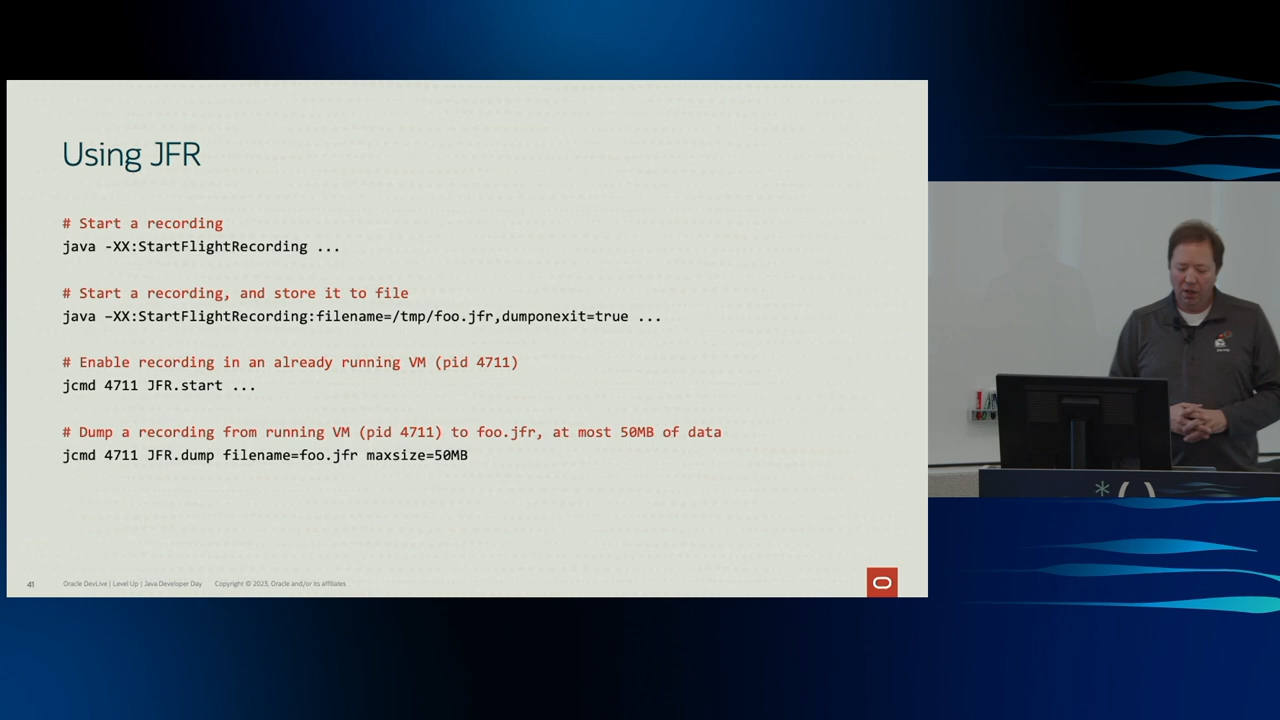 Using JFR
# Start a recording
java -XX:StartFlightRecording ...
# Start a recording, and store it to file
java –XX:StartFlightRecording:filename=/tmp/foo.jfr,dumponexit=true ...
# Enable recording in an already running VM (pid 4711)
jcmd 4711 JFR.start ...
# Dump a recording from running VM (pid 4711) to foo.jfr, at most 50MB of data
jcmd 4711 JFR.dump filename=foo.jfr maxsize=50MB
41 Oracle DevLive | Level Up | Java Developer Day Copyright © 2023, Oracle and/or its affiliates
*()